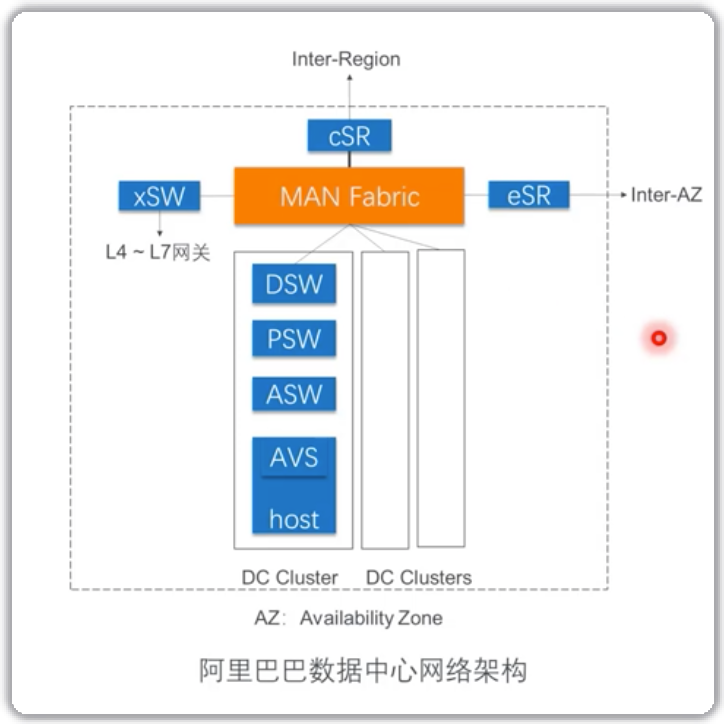 Inter-Region
cSR
xSW
MAN Fabric
eSR
Inter-AZ
L4 ~ L7网关
DSW
PSW
ASW
AVS
host
DC Cluster
DC Clusters
AZ: Availability Zone
阿里巴巴数据中心网络架构